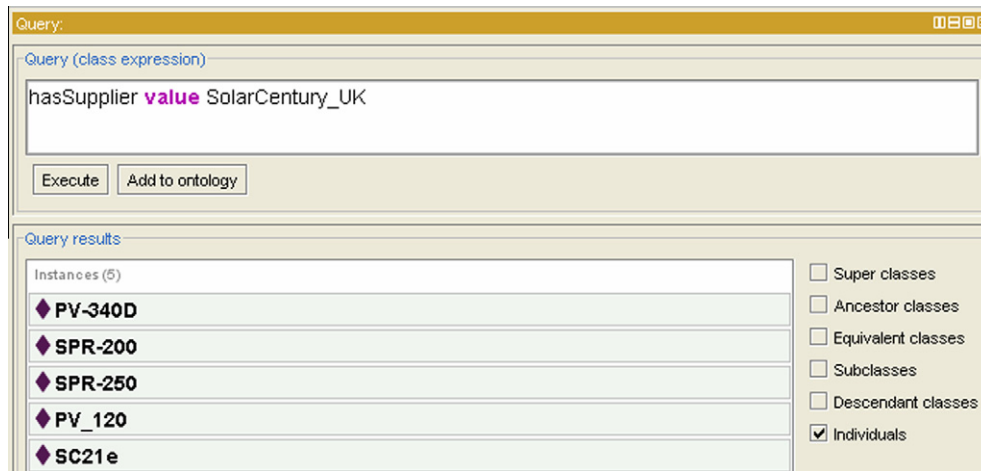 Query:
Query (class expression)
hasSupplier value SolarCentury_UK
Execute Add to ontology
Query results
Instances (5)
PV-340D
SPR-200
SPR-250
PV_120
SC21e
Super classes
Ancestor classes
Equivalent classes
Subclasses
Descendant classes
Individuals